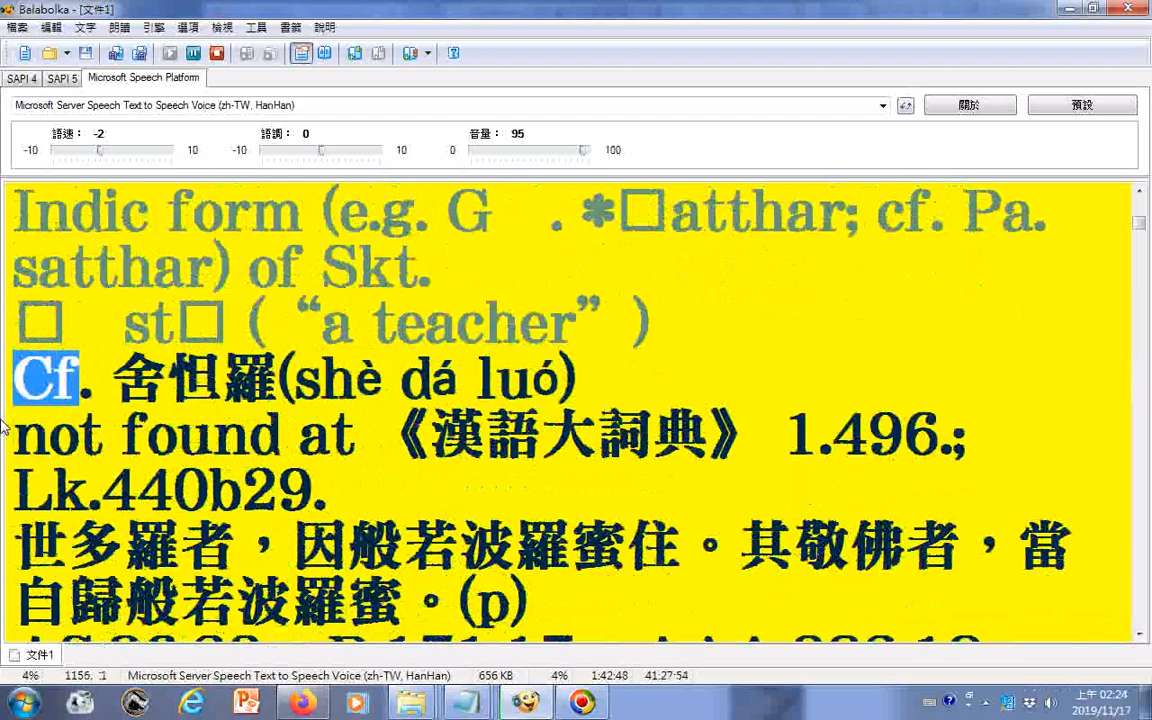 Balabolka - [文件1]
檔案 編輯 文字 朗讀 引擎 選項 檢視 工具 書籤 說明
SAPI 4 SAPI 5 Microsoft Speech Platform
Microsoft Server Speech Text to Speech Voice (zh-TW, HanHan) 關於 預設
語速： -2 語調： 0 音量： 95
-10 10 -10 10 0 100
Indic form (e.g. G . *□atthar; cf. Pa.
satthar) of Skt.
□ st□ (“a teacher”)
Cf. 舍怛羅(shè dá luó)
not found at 《漢語大詞典》 1.496.;
Lk.440b29.
世多羅者，因般若波羅蜜住。其敬佛者，當
自歸般若波羅蜜。(p)
文件1
4% 1156, :1 Microsoft Server Speech Text to Speech Voice (zh-TW, HanHan) 656 KB 4% 1:42:48 41:27:54
上午 02:24
2019/11/17